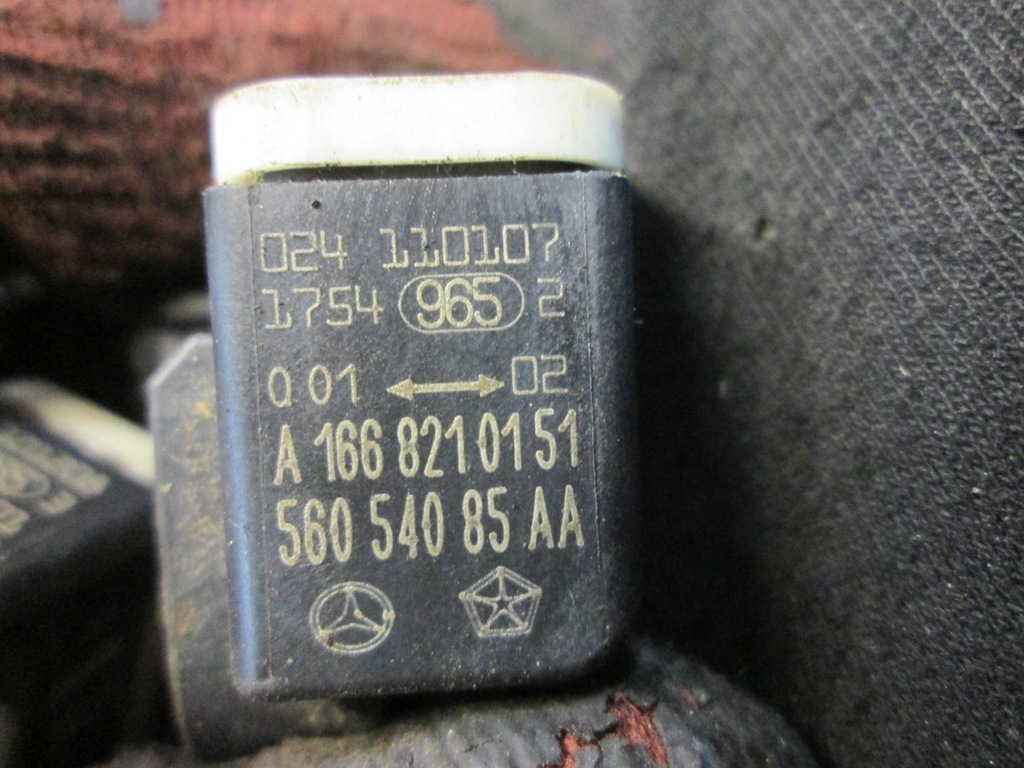 024 110107
1754 965 2
Q 01 ↔ 02
A 166 821 01 51
560 540 85 AA